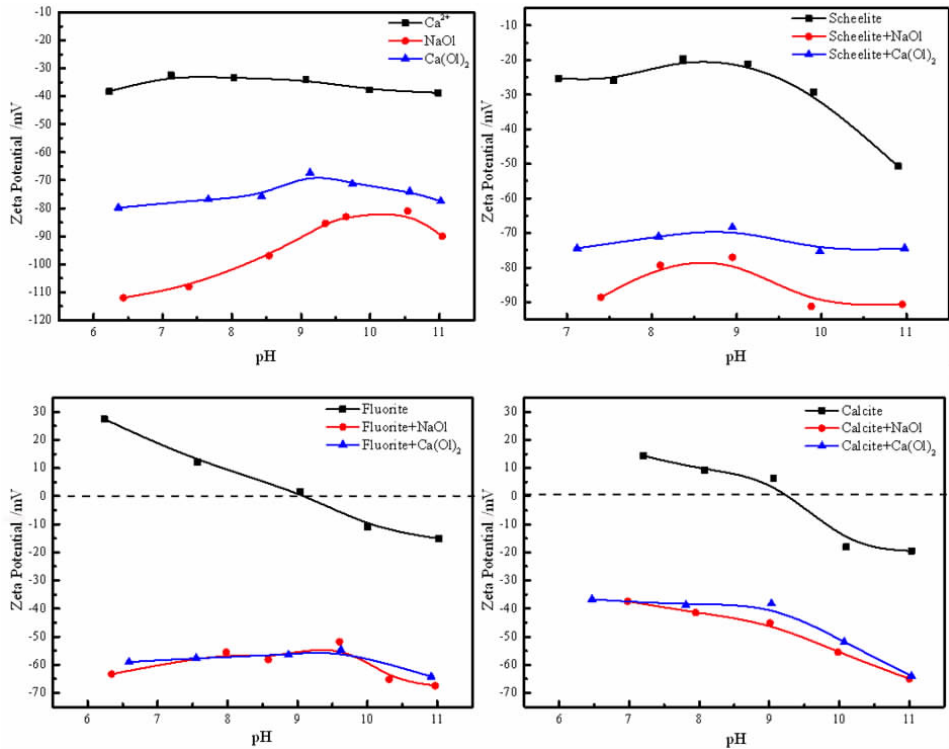 Ca²⁺
NaOl
Ca(Ol)₂
-10
-20
-30
-40
-50
-60
-70
-80
-90
-100
-110
-120
Zeta Potential /mV
6 7 8 9 10 11
pH
Scheelite
Scheelite+NaOl
Scheelite+Ca(Ol)₂
-10
-20
-30
-40
-50
-60
-70
-80
-90
Zeta Potential /mV
7 8 9 10 11
pH
Fluorite
Fluorite+NaOl
Fluorite+Ca(Ol)₂
30
20
10
0
-10
-20
-30
-40
-50
-60
-70
Zeta Potential /mV
6 7 8 9 10 11
pH
Calcite
Calcite+NaOl
Calcite+Ca(Ol)₂
30
20
10
0
-10
-20
-30
-40
-50
-60
-70
Zeta Potential /mV
6 7 8 9 10 11
pH